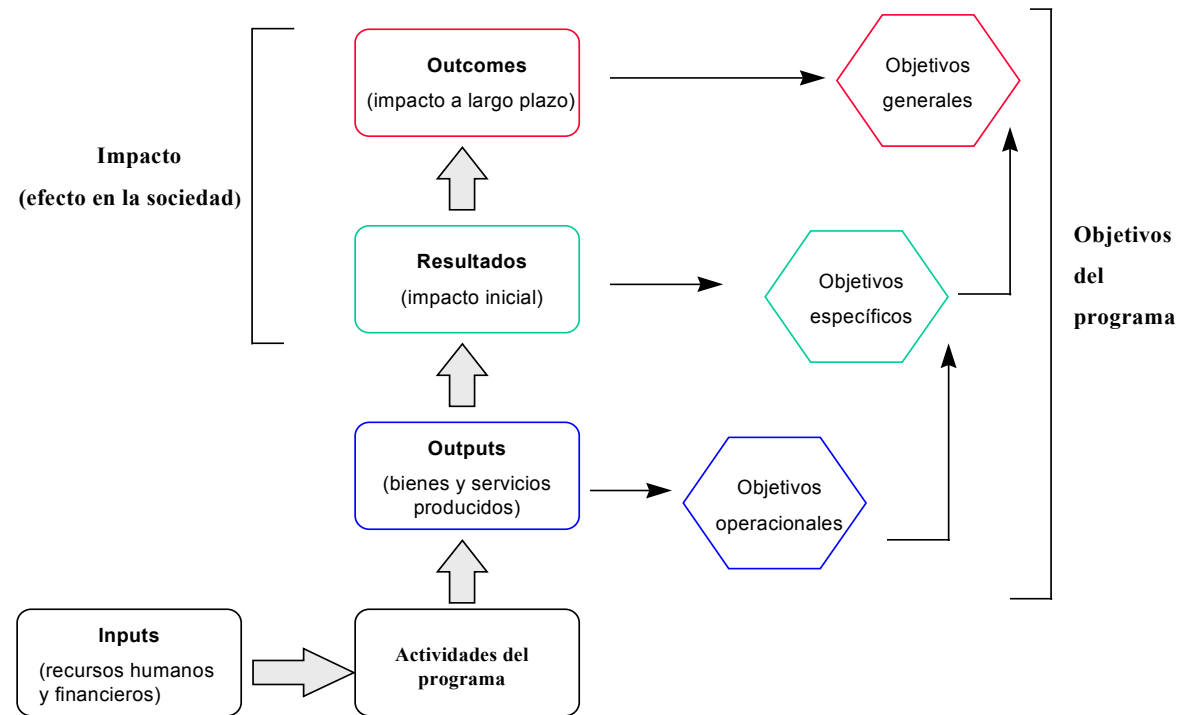 Outcomes
(impacto a largo plazo)
Objetivos
generales
Impacto
(efecto en la sociedad)
Resultados
(impacto inicial)
Objetivos
específicos
Objetivos
del
programa
Outputs
(bienes y servicios
producidos)
Objetivos
operacionales
Inputs
(recursos humanos
y financieros)
Actividades del
programa